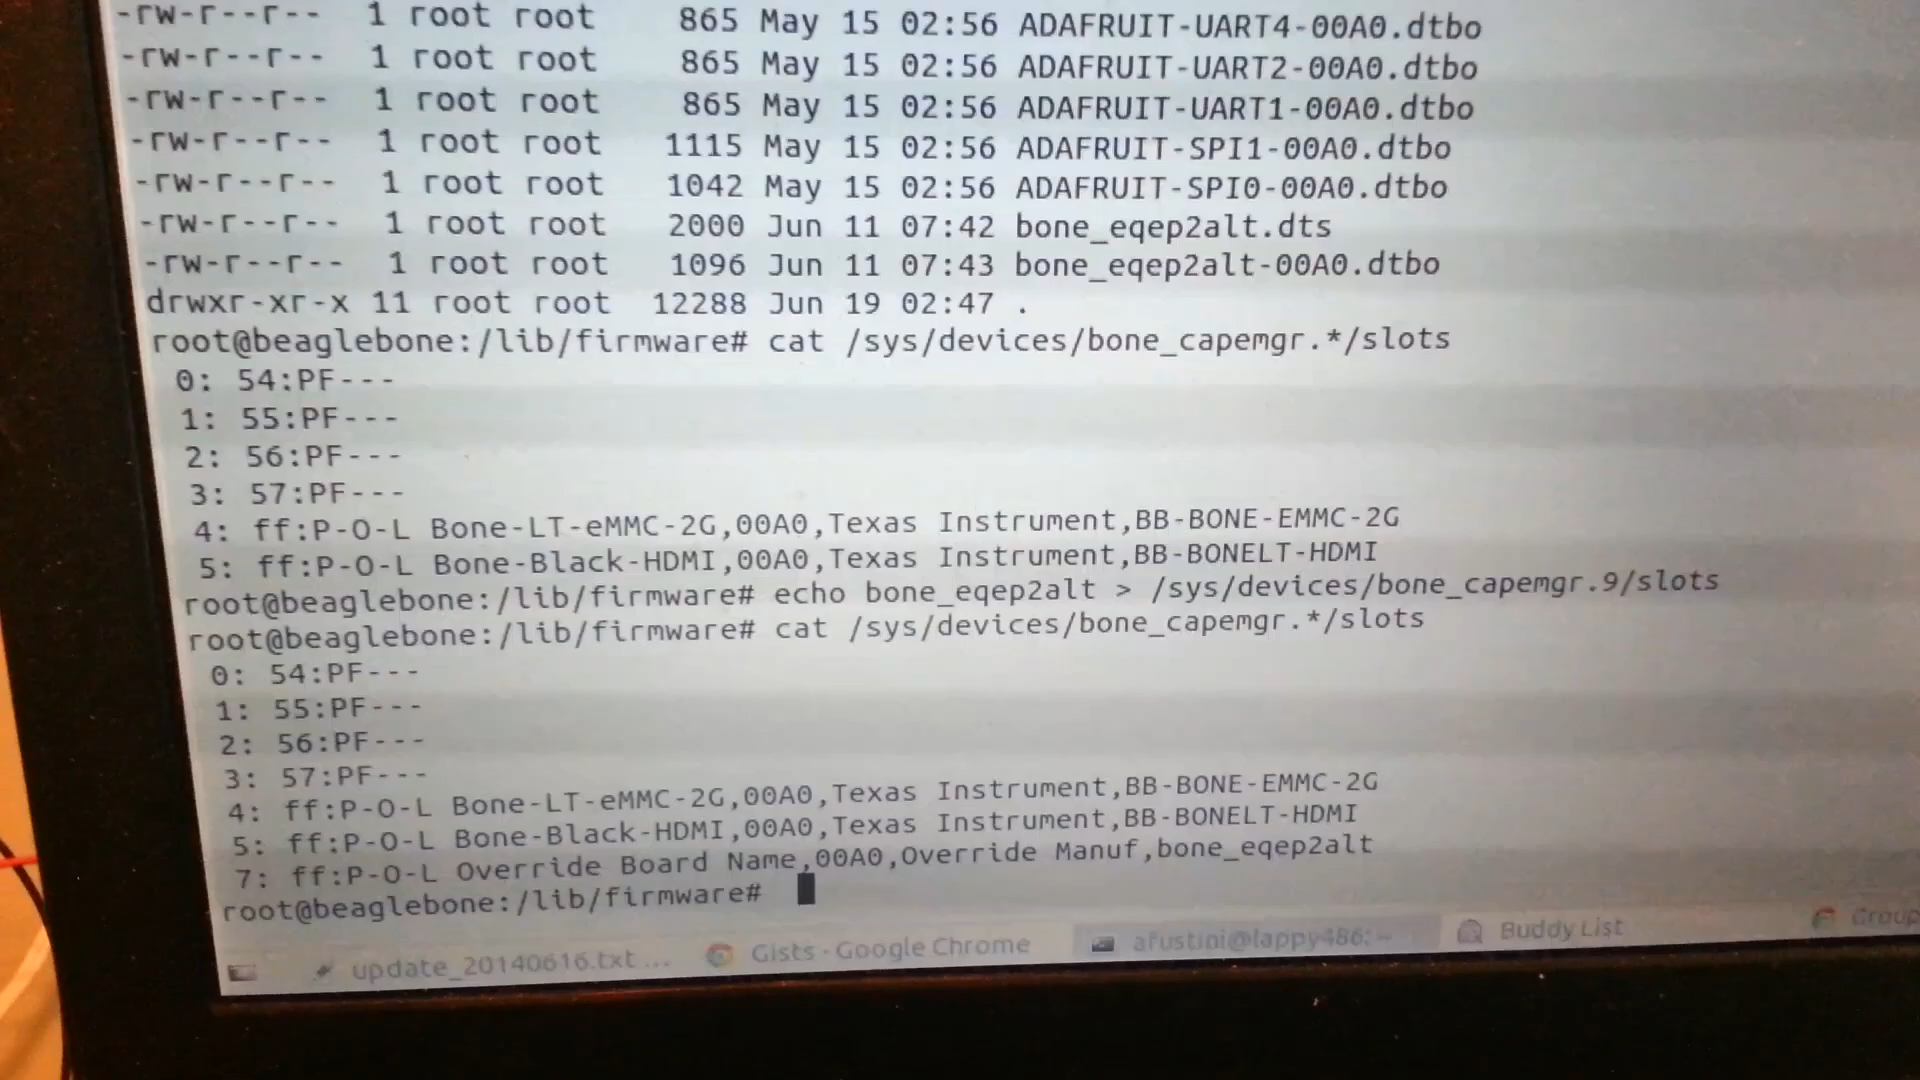 -rw-r--r-- 1 root root 865 May 15 02:56 ADAFRUIT-UART4-00A0.dtbo
-rw-r--r-- 1 root root 865 May 15 02:56 ADAFRUIT-UART2-00A0.dtbo
-rw-r--r-- 1 root root 865 May 15 02:56 ADAFRUIT-UART1-00A0.dtbo
-rw-r--r-- 1 root root 1115 May 15 02:56 ADAFRUIT-SPI1-00A0.dtbo
-rw-r--r-- 1 root root 1042 May 15 02:56 ADAFRUIT-SPI0-00A0.dtbo
-rw-r--r-- 1 root root 2000 Jun 11 07:42 bone_eqep2alt.dts
-rw-r--r-- 1 root root 1096 Jun 11 07:43 bone_eqep2alt-00A0.dtbo
drwxr-xr-x 11 root root 12288 Jun 19 02:47 .
root@beaglebone:/lib/firmware# cat /sys/devices/bone_capemgr.*/slots
0: 54:PF---
1: 55:PF---
2: 56:PF---
3: 57:PF---
4: ff:P-O-L Bone-LT-eMMC-2G,00A0,Texas Instrument,BB-BONE-EMMC-2G
5: ff:P-O-L Bone-Black-HDMI,00A0,Texas Instrument,BB-BONELT-HDMI
root@beaglebone:/lib/firmware# echo bone_eqep2alt > /sys/devices/bone_capemgr.9/slots
root@beaglebone:/lib/firmware# cat /sys/devices/bone_capemgr.*/slots
0: 54:PF---
1: 55:PF---
2: 56:PF---
3: 57:PF---
4: ff:P-O-L Bone-LT-eMMC-2G,00A0,Texas Instrument,BB-BONE-EMMC-2G
5: ff:P-O-L Bone-Black-HDMI,00A0,Texas Instrument,BB-BONELT-HDMI
7: ff:P-O-L Override Board Name,00A0,Override Manuf,bone_eqep2alt
root@beaglebone:/lib/firmware#
update_20140616.txt ... Gists - Google Chrome afustini@lappy486: ~ Buddy List Group